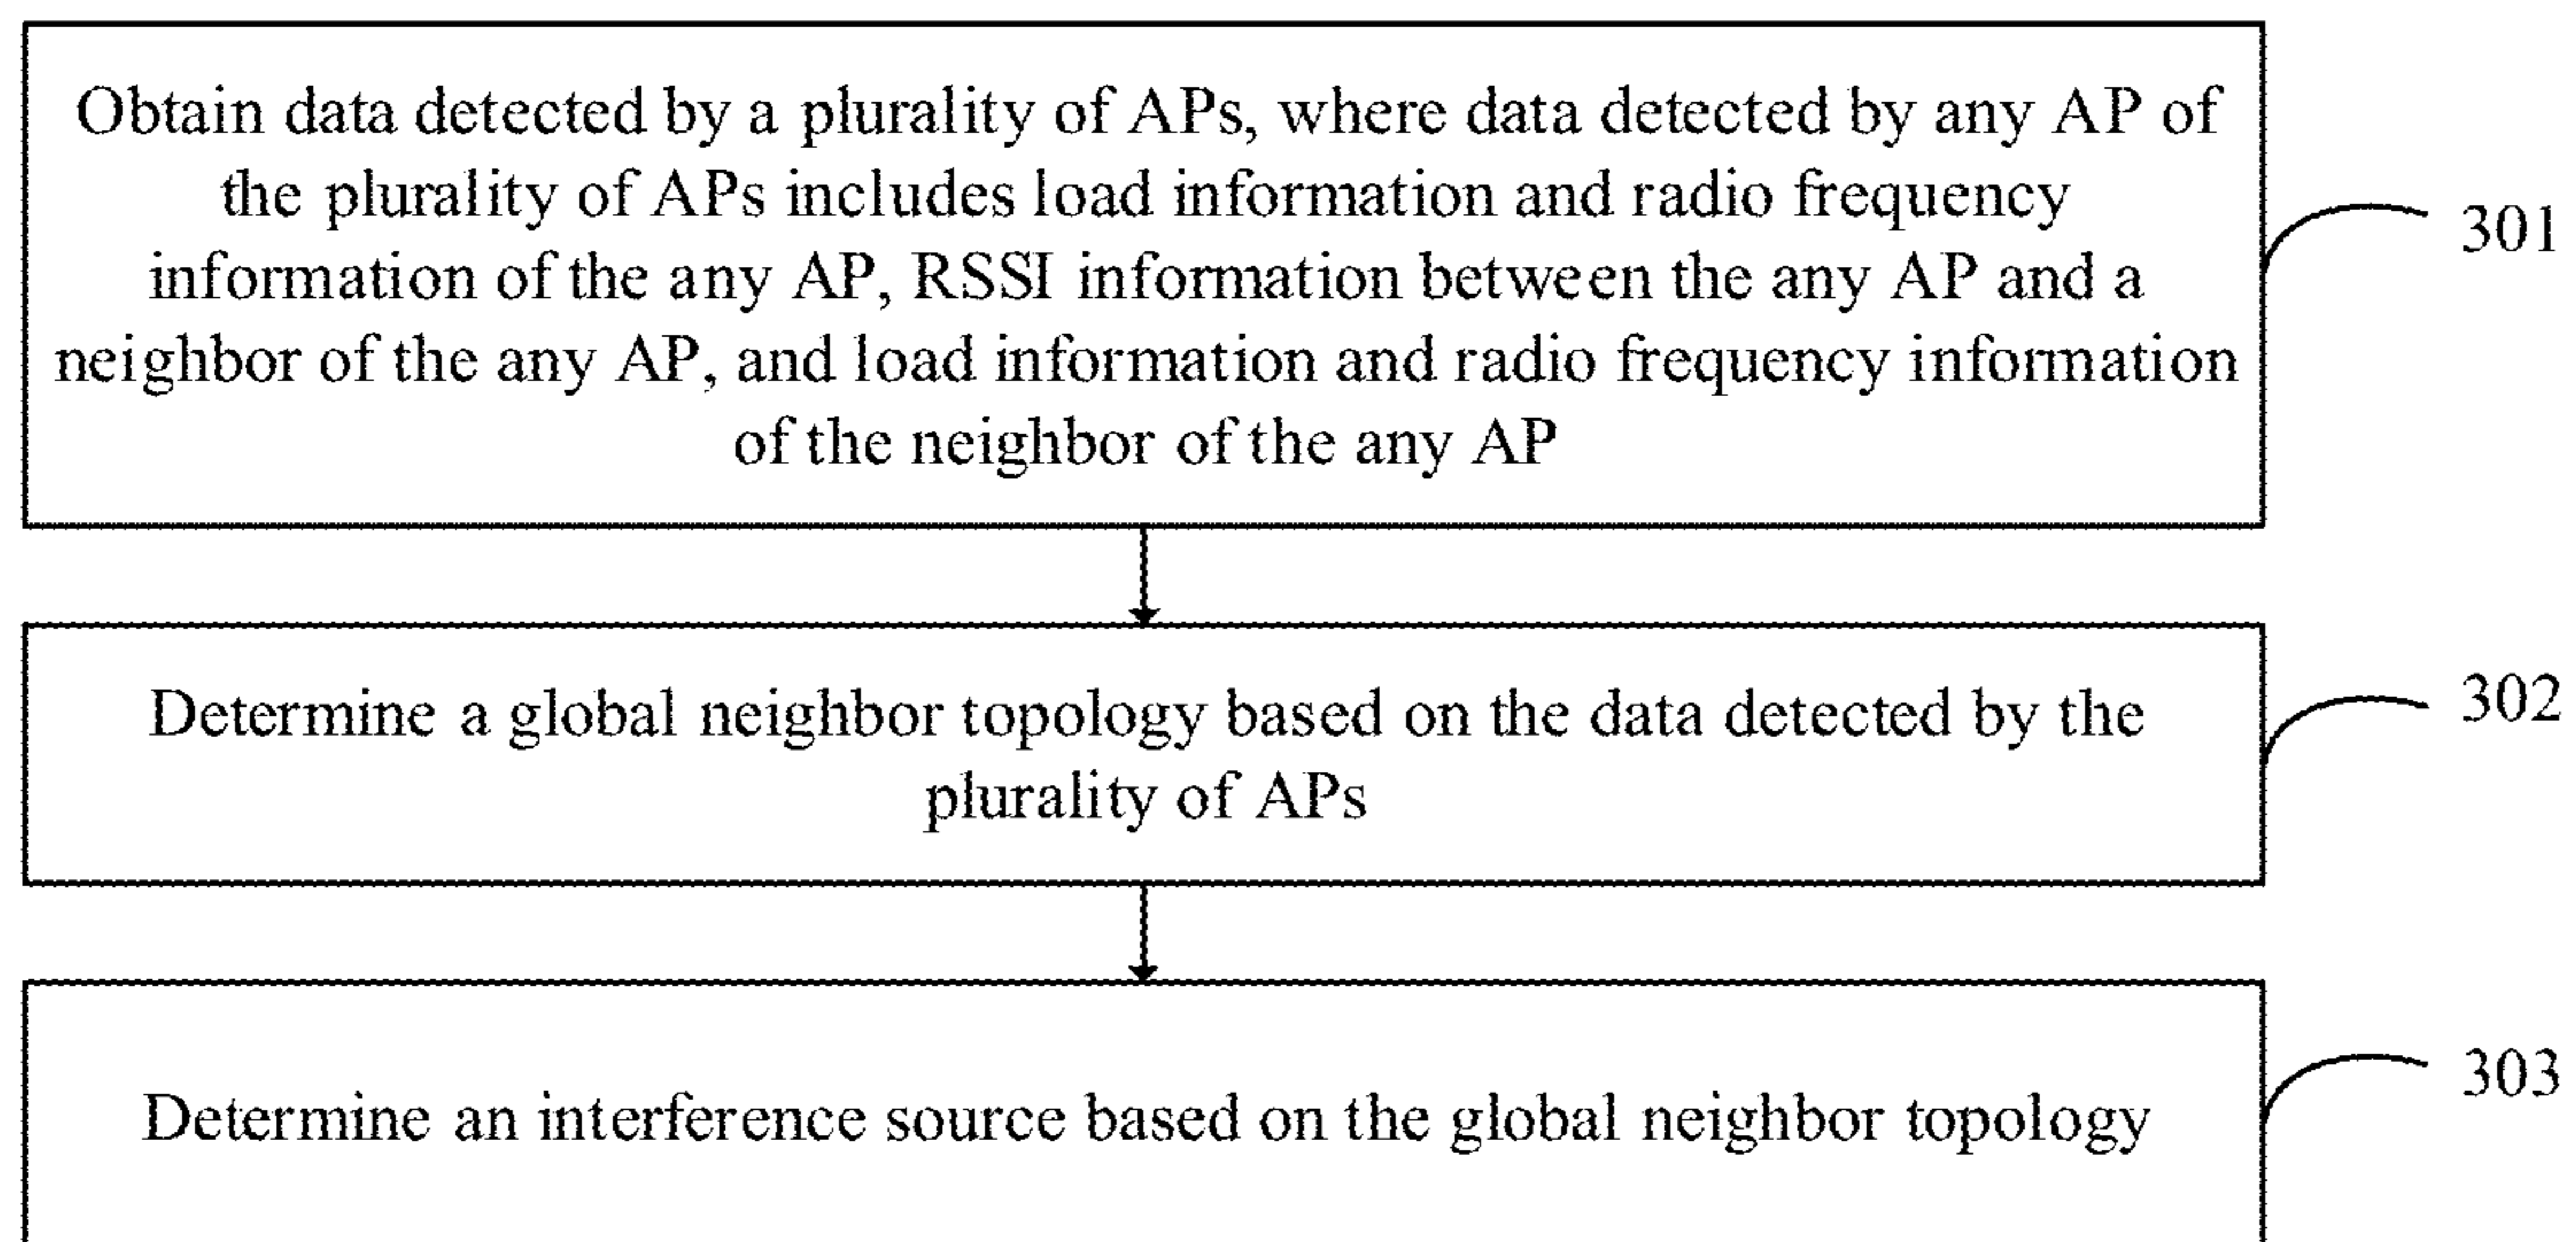 Obtain data detected by a plurality of APs, where data detected by any AP of
the plurality of APs includes load information and radio frequency
information of the any AP, RSSI information between the any AP and a
neighbor of the any AP, and load information and radio frequency information
of the neighbor of the any AP
301
Determine a global neighbor topology based on the data detected by the
plurality of APs
302
Determine an interference source based on the global neighbor topology
303